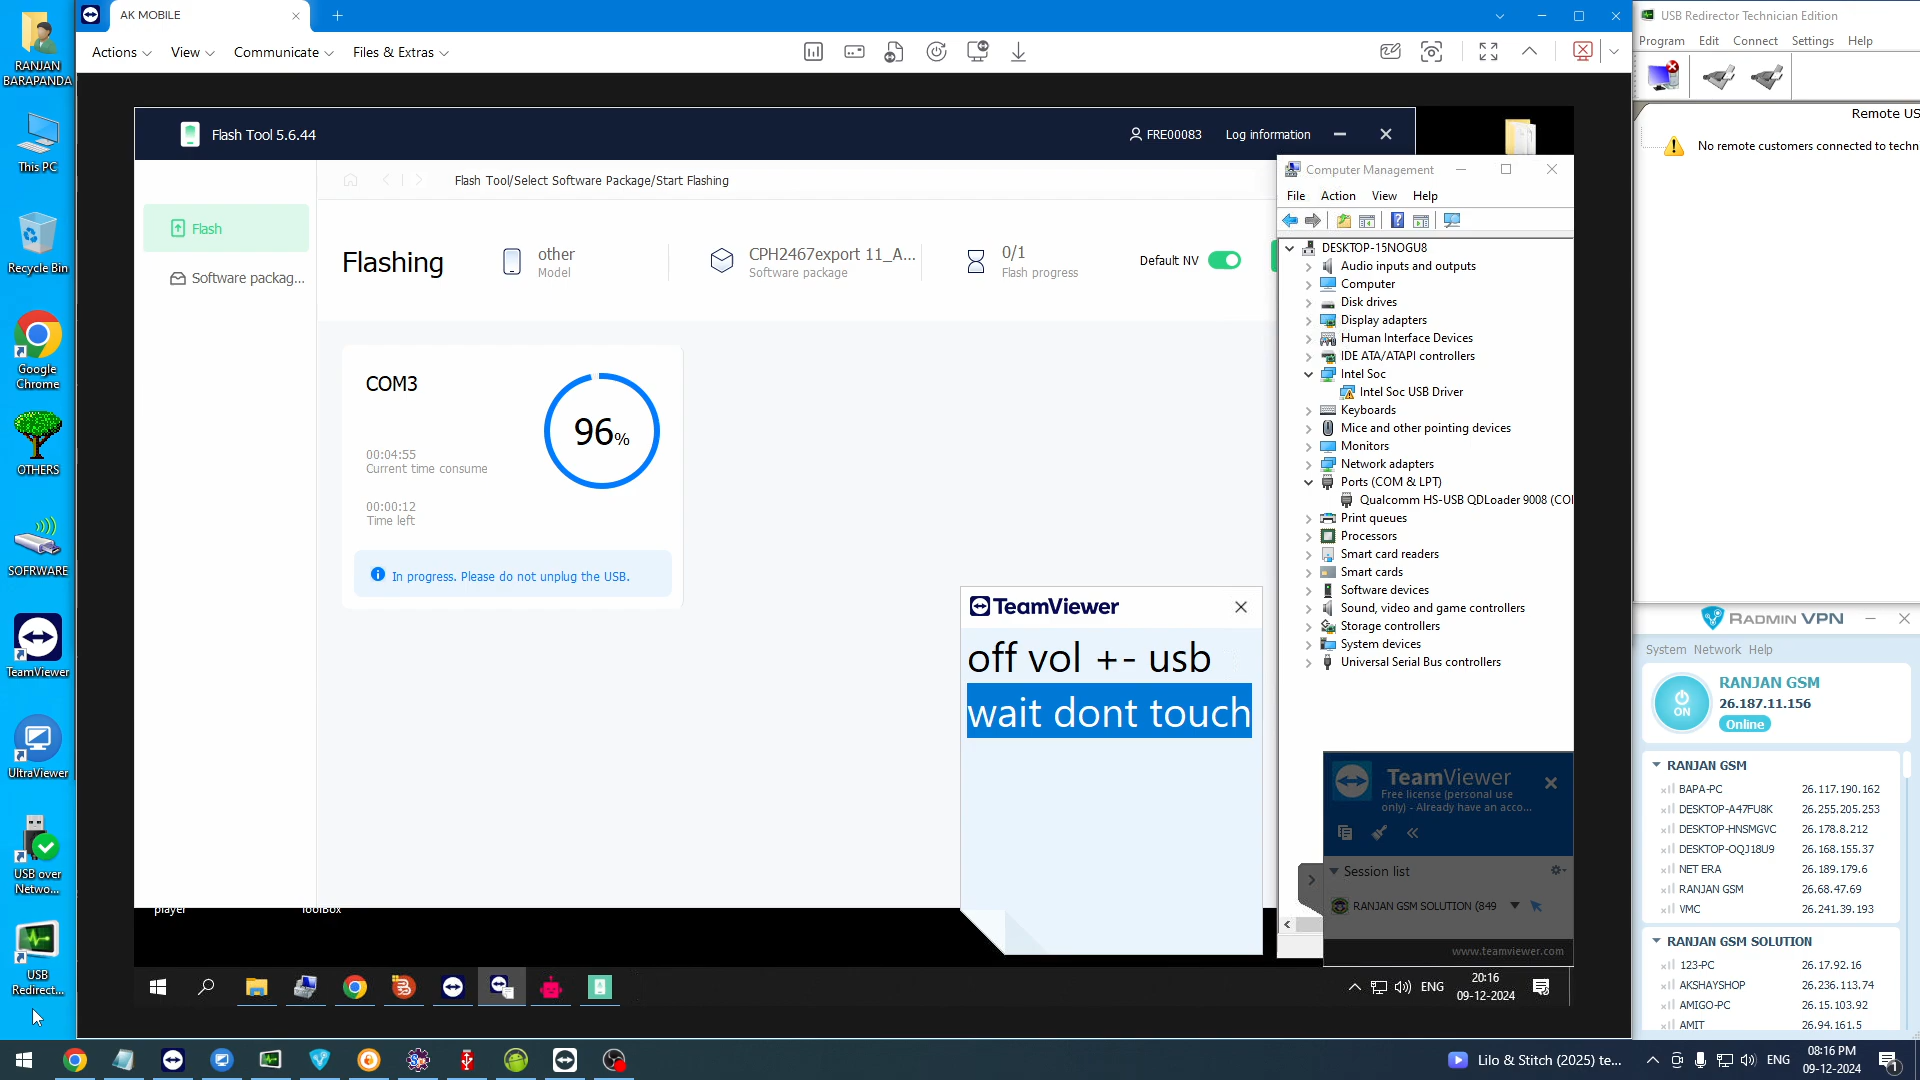 RANJAN
BARAPANDA
This PC
Recycle Bin
Google
Chrome
OTHERS
SOFRWARE
TeamViewer
UltraViewer
USB over
Netwo...
USB
Redirect...
AK MOBILE
Actions
View
Communicate
Files & Extras
Flash Tool 5.6.44
FRE00083
Log information
Flash Tool/Select Software Package/Start Flashing
Flash
Software packag...
Flashing
other
Model
CPH2467export 11_A...
Software package
0/1
Flash progress
Default NV
COM3
96%
00:04:55
Current time consume
00:00:12
Time left
In progress. Please do not unplug the USB.
player
ToolBox
TeamViewer
off vol +- usb
wait dont touch
Computer Management
File Action View Help
DESKTOP-15NOGU8
Audio inputs and outputs
Computer
Disk drives
Display adapters
Human Interface Devices
IDE ATA/ATAPI controllers
Intel Soc
Intel Soc USB Driver
Keyboards
Mice and other pointing devices
Monitors
Network adapters
Ports (COM & LPT)
Qualcomm HS-USB QDLoader 9008 (CO
Print queues
Processors
Smart card readers
Smart cards
Software devices
Sound, video and game controllers
Storage controllers
System devices
Universal Serial Bus controllers
TeamViewer
Free license (personal use
only) - Already have an acco...
Session list
RANJAN GSM SOLUTION (849
www.teamviewer.com
ENG
20:16
09-12-2024
USB Redirector Technician Edition
Program Edit Connect Settings Help
Remote US
No remote customers connected to techn
RADMIN VPN
System Network Help
ON
RANJAN GSM
26.187.11.156
Online
RANJAN GSM
BAPA-PC 26.117.190.162
DESKTOP-A47FU8K 26.255.205.253
DESKTOP-HNSMGVC 26.178.8.212
DESKTOP-OQJ18U9 26.168.155.37
NET ERA 26.189.179.6
RANJAN GSM 26.68.47.69
VMC 26.241.39.193
RANJAN GSM SOLUTION
123-PC 26.17.92.16
AKSHAYSHOP 26.236.113.74
AMIGO-PC 26.15.103.92
AMIT 26.94.161.5
Lilo & Stitch (2025) te...
ENG
08:16 PM
09-12-2024
1